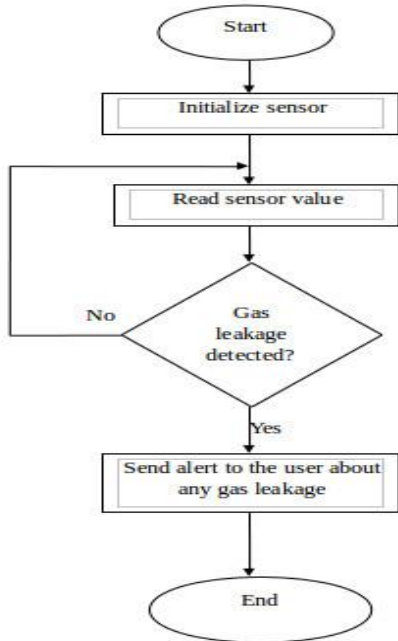 Start
Initialize sensor
Read sensor value
Gas
leakage
detected?
No
Yes
Send alert to the user about
any gas leakage
End